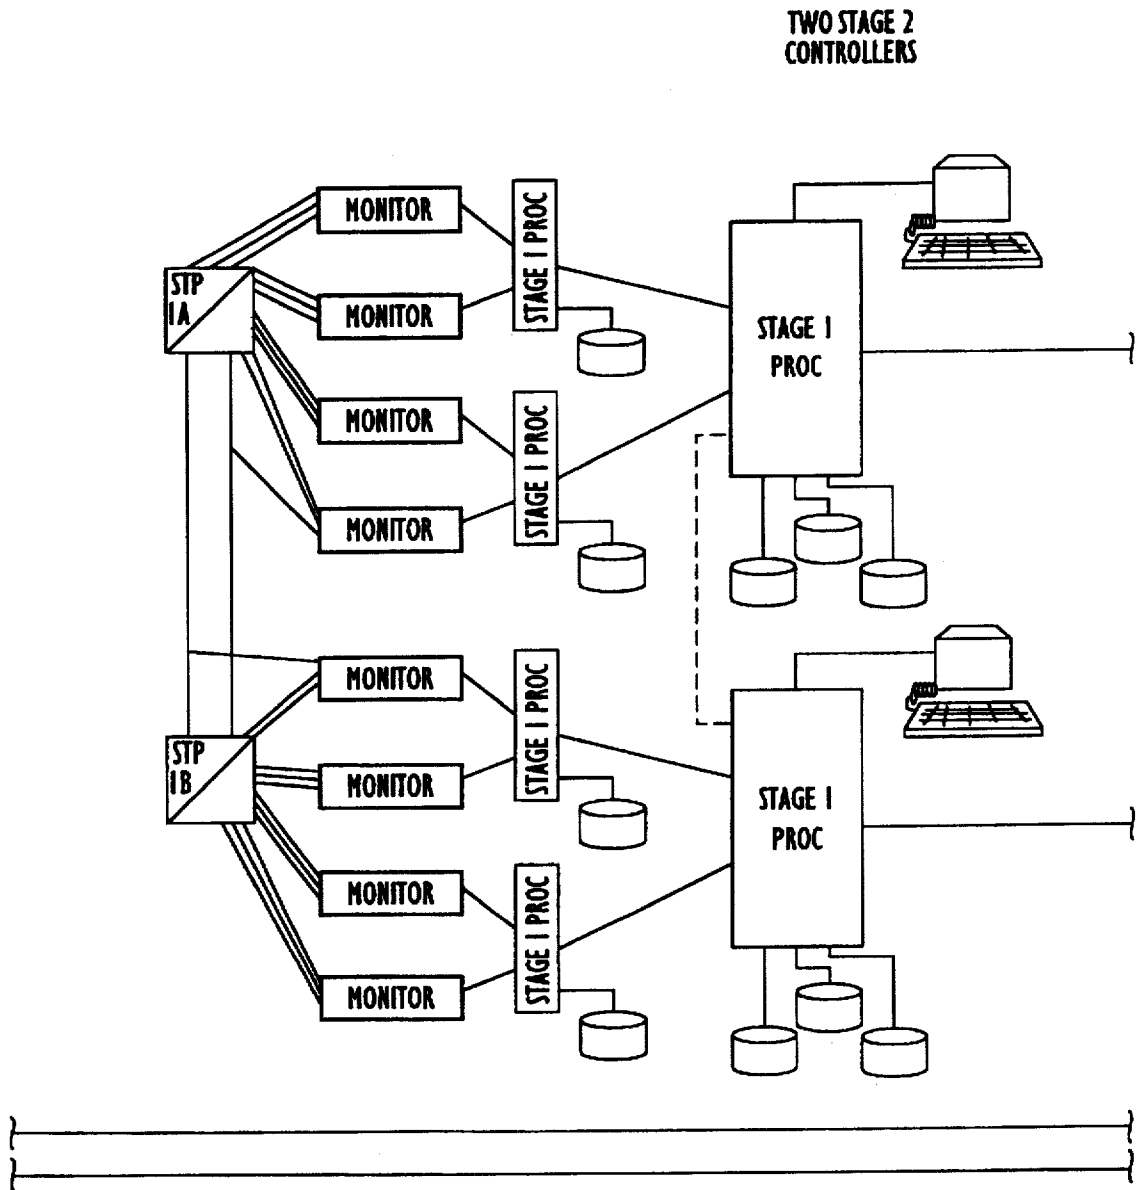 TWO STAGE 2
CONTROLLERS
MONITOR
STAGE 1 PROC
STP
1A
MONITOR
STAGE 1
PROC
MONITOR
STAGE 1 PROC
MONITOR
MONITOR
STAGE 1 PROC
STP
1B
MONITOR
STAGE 1
PROC
MONITOR
STAGE 1 PROC
MONITOR